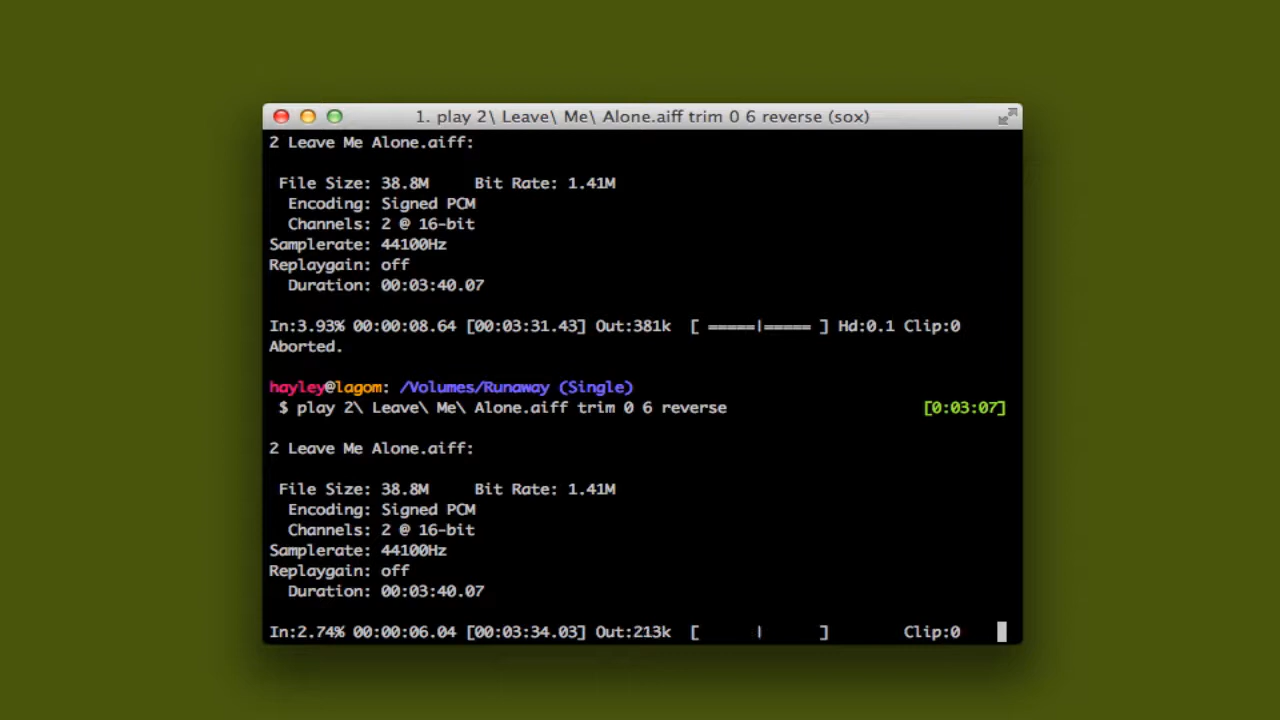 1. play 2\ Leave\ Me\ Alone.aiff trim 0 6 reverse (sox)
2 Leave Me Alone.aiff:
File Size: 38.8M Bit Rate: 1.41M
Encoding: Signed PCM
Channels: 2 @ 16-bit
Samplerate: 44100Hz
Replaygain: off
Duration: 00:03:40.07
In:3.93% 00:00:08.64 [00:03:31.43] Out:381k [ =====|===== ] Hd:0.1 Clip:0
Aborted.
hayley@lagom: /Volumes/Runaway (Single)
$ play 2\ Leave\ Me\ Alone.aiff trim 0 6 reverse [0:03:07]
2 Leave Me Alone.aiff:
File Size: 38.8M Bit Rate: 1.41M
Encoding: Signed PCM
Channels: 2 @ 16-bit
Samplerate: 44100Hz
Replaygain: off
Duration: 00:03:40.07
In:2.74% 00:00:06.04 [00:03:34.03] Out:213k [ | ] Clip:0